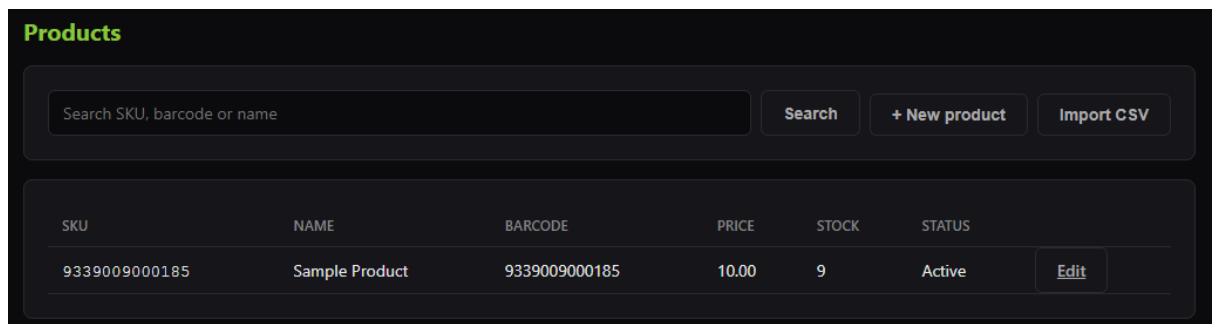 Products
Search SKU, barcode or name Search + New product Import CSV
SKU NAME BARCODE PRICE STOCK STATUS
9339009000185 Sample Product 9339009000185 10.00 9 Active Edit